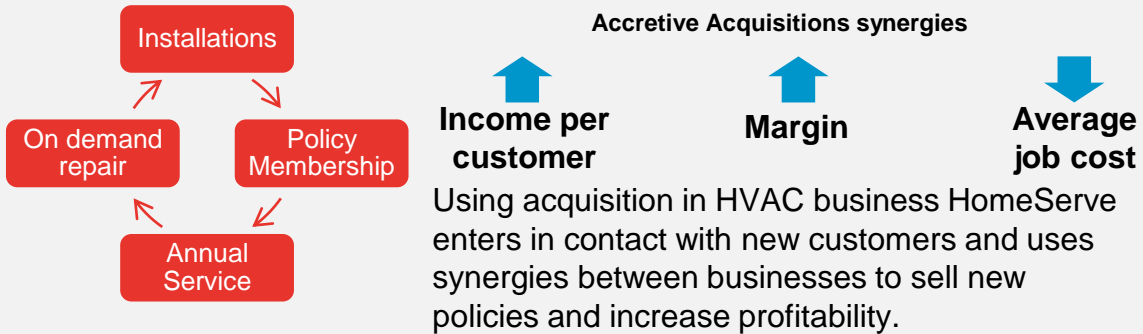 Installations
Policy
Membership
Annual
Service
On demand
repair
Accretive Acquisitions synergies
Income per
customer
Margin
Average
job cost
Using acquisition in HVAC business HomeServe
enters in contact with new customers and uses
synergies between businesses to sell new
policies and increase profitability.